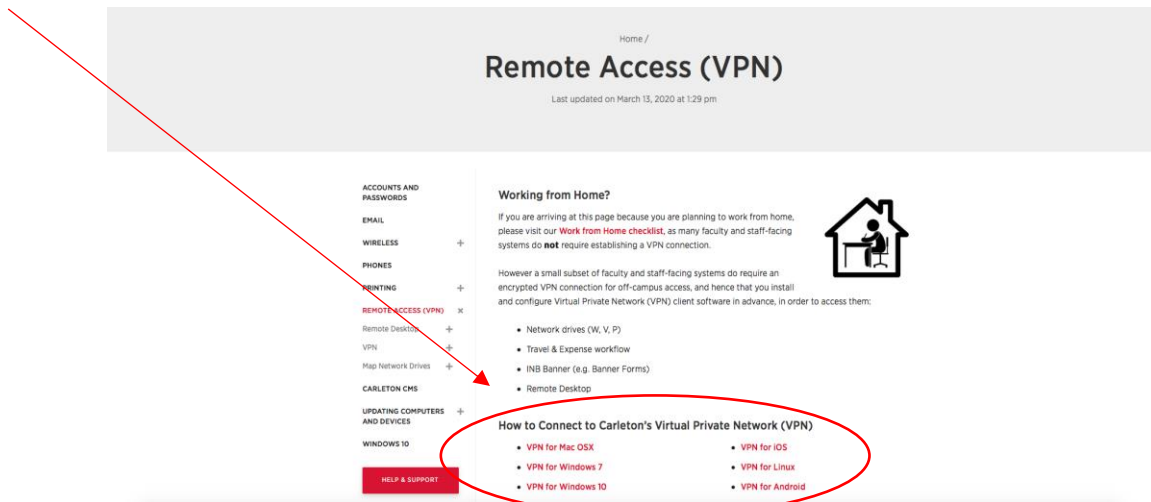 Home /
Remote Access (VPN)
Last updated on March 13, 2020 at 1:29 pm
ACCOUNTS AND
PASSWORDS
EMAIL
WIRELESS +
PHONES
PRINTING +
REMOTE ACCESS (VPN) ×
Remote Desktop +
VPN +
Map Network Drives +
CARLETON CMS
UPDATING COMPUTERS +
AND DEVICES
WINDOWS 10
HELP & SUPPORT
Working from Home?
If you are arriving at this page because you are planning to work from home,
please visit our Work from Home checklist, as many faculty and staff-facing
systems do not require establishing a VPN connection.
However a small subset of faculty and staff-facing systems do require an
encrypted VPN connection for off-campus access, and hence that you install
and configure Virtual Private Network (VPN) client software in advance, in order to access them:
• Network drives (W, V, P)
• Travel & Expense workflow
• INB Banner (e.g. Banner Forms)
• Remote Desktop
How to Connect to Carleton's Virtual Private Network (VPN)
• VPN for Mac OSX
• VPN for Windows 7
• VPN for Windows 10
• VPN for iOS
• VPN for Linux
• VPN for Android